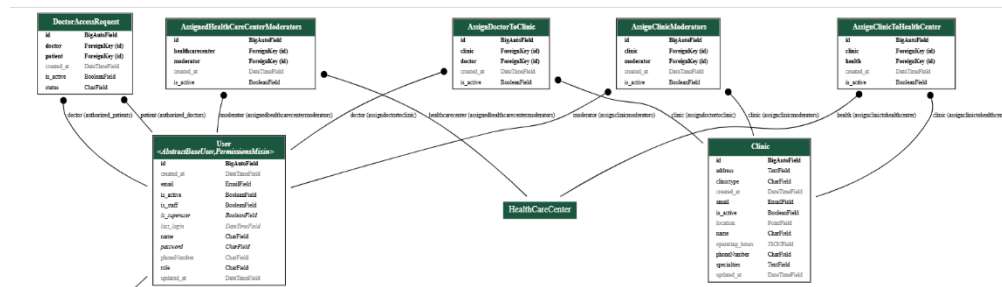 DoctorAccessRequest
id BigAutoField
doctor ForeignKey (id)
patient ForeignKey (id)
created_at DateTimeField
is_active BooleanField
status CharField
AssignedHealthCareCenterModerators
id BigAutoField
healthcarecenter ForeignKey (id)
moderator ForeignKey (id)
created_at DateTimeField
is_active BooleanField
AssignDoctorToClinic
id BigAutoField
clinic ForeignKey (id)
doctor ForeignKey (id)
created_at DateTimeField
is_active BooleanField
AssignClinicModerators
id BigAutoField
clinic ForeignKey (id)
moderator ForeignKey (id)
created_at DateTimeField
is_active BooleanField
AssignClinicToHealthCenter
id BigAutoField
clinic ForeignKey (id)
health ForeignKey (id)
created_at DateTimeField
is_active BooleanField
doctor (authorized_patients)
patient (authorized_doctors)
moderator (assignedhealthcarecentermoderators)
doctor (assigndoctortoclinic)
healthcarecenter (assignedhealthcarecentermoderators)
moderator (assignclinicmoderators)
clinic (assigndoctortoclinic)
clinic (assignclinicmoderators)
health (assignclinictohealthcenter)
clinic (assignclinictohealthcente
User
<AbstractBaseUser,PermissionsMixin>
id BigAutoField
created_at DateTimeField
email EmailField
is_active BooleanField
is_staff BooleanField
is_superuser BooleanField
last_login DateTimeField
name CharField
password CharField
phoneNumber CharField
role CharField
updated_at DateTimeField
HealthCareCenter
Clinic
id BigAutoField
address TextField
clinictype CharField
created_at DateTimeField
email EmailField
is_active BooleanField
location PointField
name CharField
operating_hours JSONField
phoneNumber CharField
specialties TextField
updated_at DateTimeField